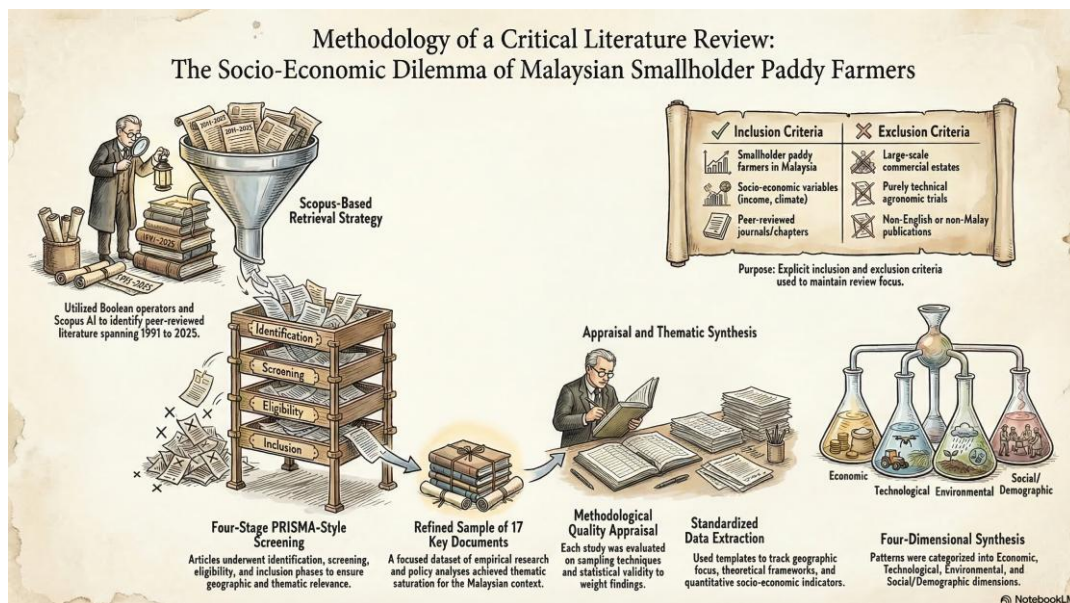 Methodology of a Critical Literature Review:
The Socio-Economic Dilemma of Malaysian Smallholder Paddy Farmers
2011-2025
Scopus-Based
Retrieval Strategy
Utilized Boolean operators and
Scopus AI to identify peer-reviewed
literature spanning 1991 to 2025.
Inclusion Criteria
Exclusion Criteria
Smallholder paddy
farmers in Malaysia
Large-scale
commercial estates
Socio-economic variables
(income, climate)
Purely technical
agronomic trials
Peer-reviewed
journals/chapters
Non-English or non-Malay
publications
Purpose: Explicit inclusion and exclusion criteria
used to maintain review focus.
Identification
Screening
Eligibility
Inclusion
Four-Stage PRISMA-Style
Screening
Articles underwent identification, screening,
eligibility, and inclusion phases to ensure
geographic and thematic relevance.
Refined Sample of 17
Key Documents
A focused dataset of empirical research
and policy analyses achieved thematic
saturation for the Malaysian context.
Appraisal and Thematic Synthesis
Methodological
Quality Appraisal
Each study was evaluated
on sampling techniques
and statistical validity to
weight findings.
Standardized
Data Extraction
Used templates to track geographic
focus, theoretical frameworks, and
quantitative socio-economic indicators.
Economic
Technological
Environmental
Social/
Demographic
Four-Dimensional Synthesis
Patterns were categorized into Economic,
Technological, Environmental, and
Social/Demographic dimensions.
NotebookLM